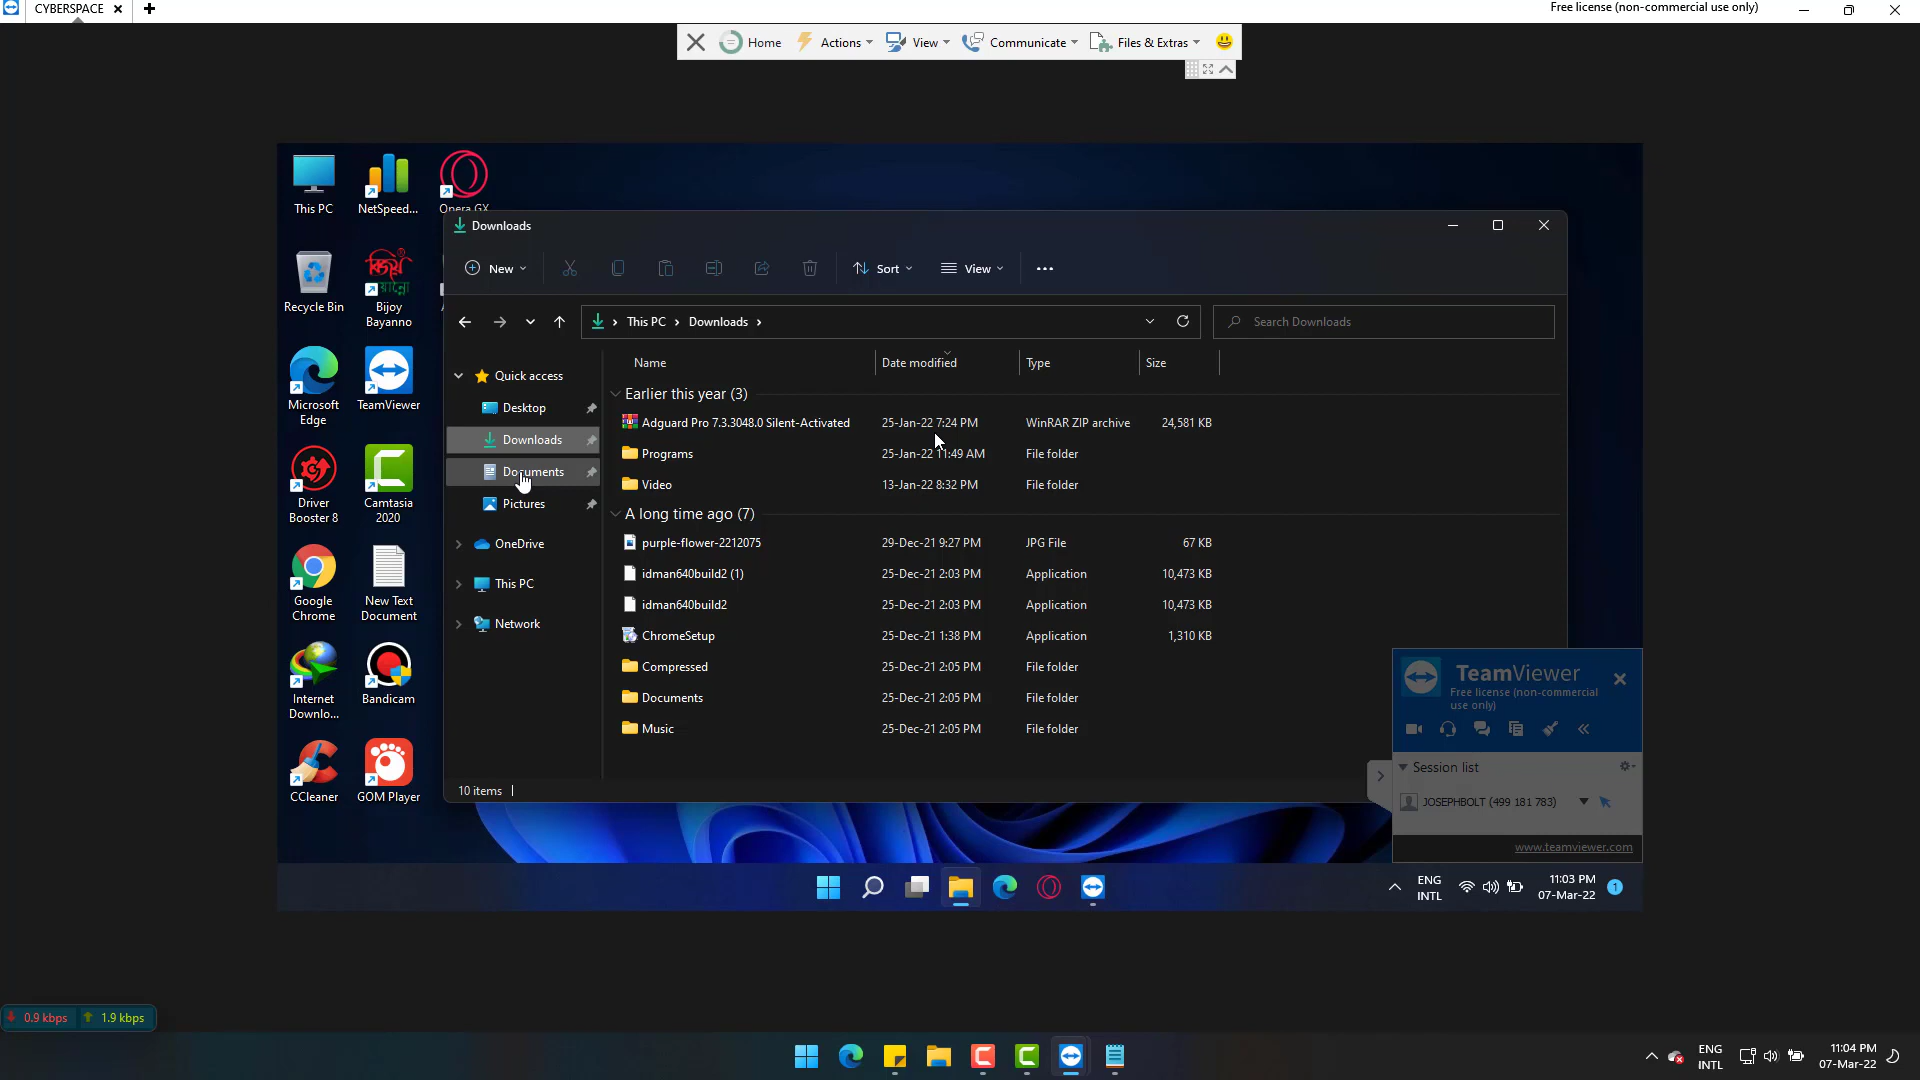 CYBERSPACE
Free license (non-commercial use only)
Home
Actions
View
Communicate
Files & Extras
This PC
NetSpeed...
Opera GX
Recycle Bin
বিজয়
বায়ান্নো
Bijoy
Bayanno
Microsoft
Edge
TeamViewer
Driver
Booster 8
Camtasia
2020
Google
Chrome
New Text
Document
Internet
Downlo...
Bandicam
CCleaner
GOM Player
Downloads
New
Sort
View
This PC
Downloads
Search Downloads
Quick access
Desktop
Downloads
Documents
Pictures
OneDrive
This PC
Network
Name Date modified Type Size
Earlier this year (3)
Adguard Pro 7.3.3048.0 Silent-Activated 25-Jan-22 7:24 PM WinRAR ZIP archive 24,581 KB
Programs 25-Jan-22 11:49 AM File folder
Video 13-Jan-22 8:32 PM File folder
A long time ago (7)
purple-flower-2212075 29-Dec-21 9:27 PM JPG File 67 KB
idman640build2 (1) 25-Dec-21 2:03 PM Application 10,473 KB
idman640build2 25-Dec-21 2:03 PM Application 10,473 KB
ChromeSetup 25-Dec-21 1:38 PM Application 1,310 KB
Compressed 25-Dec-21 2:05 PM File folder
Documents 25-Dec-21 2:05 PM File folder
Music 25-Dec-21 2:05 PM File folder
10 items
TeamViewer
Free license (non-commercial
use only)
Session list
JOSEPHBOLT (499 181 783)
www.teamviewer.com
ENG
INTL
11:03 PM
07-Mar-22
1
0.9 kbps
1.9 kbps
ENG
INTL
11:04 PM
07-Mar-22